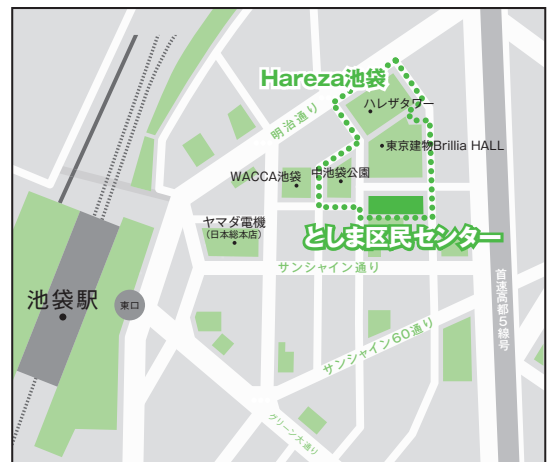 Hareza池袋
ハレザタワー
明治通り
東京建物Brillia HALL
WACCA池袋
中池袋公園
ヤマダ電機
(日本総本店)
としま区民センター
サンシャイン通り
首速高都5線号
池袋駅
東口
サンシャイン60通り
グリーン大通り